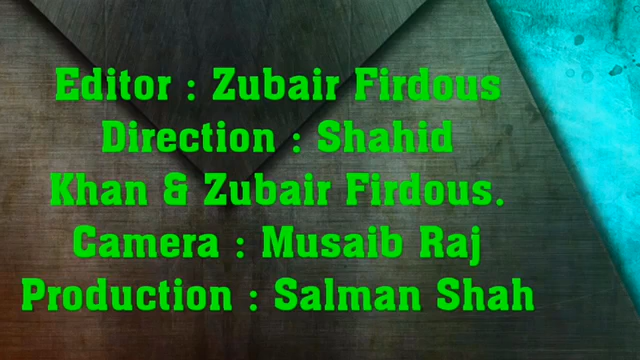 Editor : Zubair Firdous
Direction : Shahid
Khan & Zubair Firdous.
Camera : Musaib Raj
Production : Salman Shah